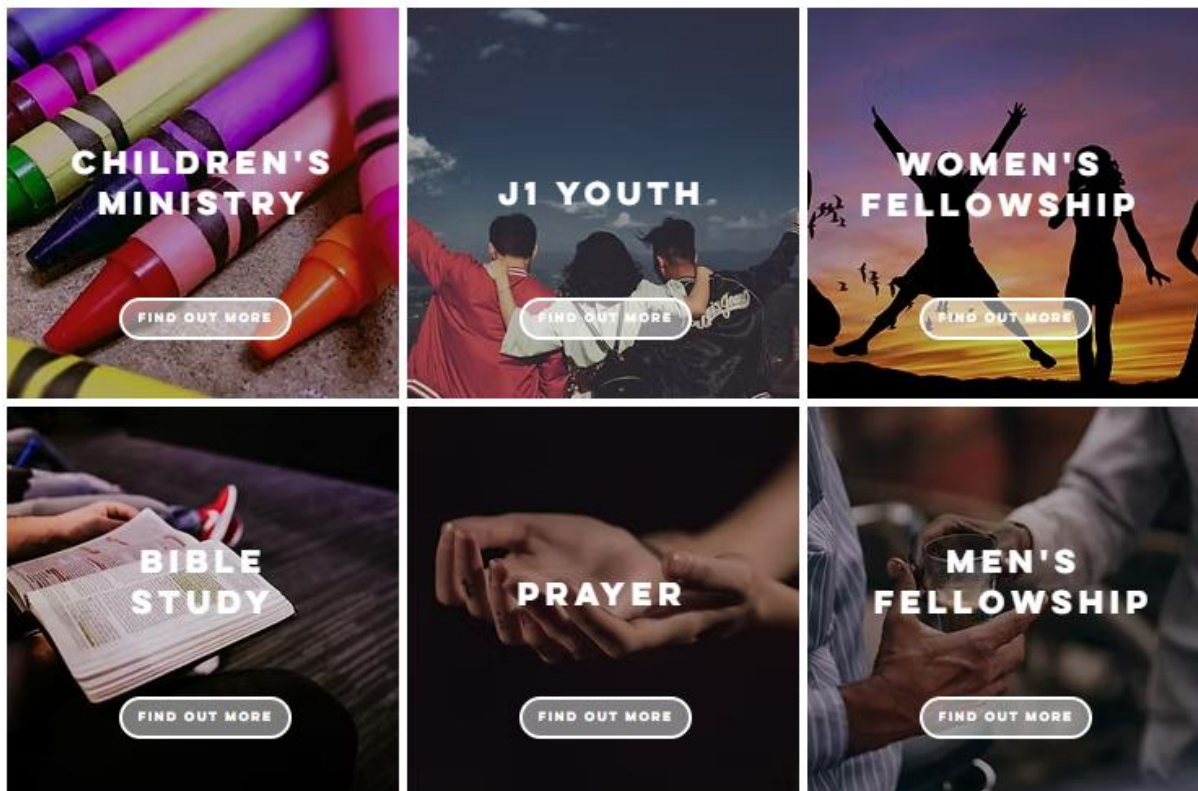 CHILDREN'S
MINISTRY
FIND OUT MORE
J1 YOUTH
FIND OUT MORE
WOMEN'S
FELLOWSHIP
FIND OUT MORE
BIBLE
STUDY
FIND OUT MORE
PRAYER
FIND OUT MORE
MEN'S
FELLOWSHIP
FIND OUT MORE